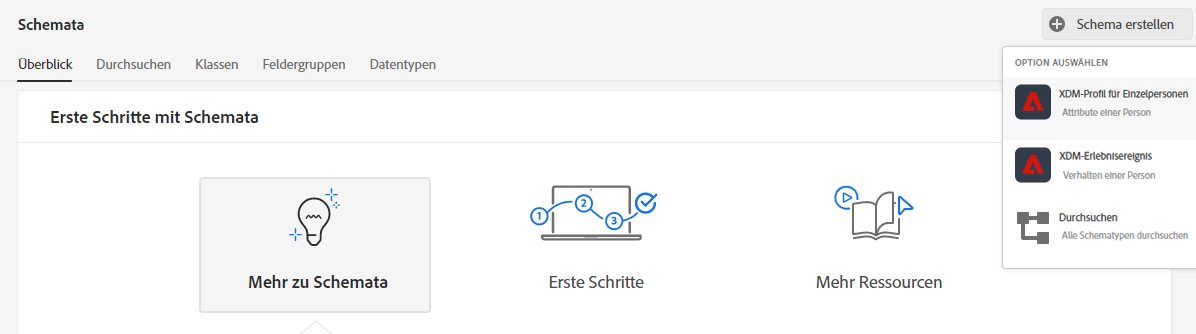 Schemata
Schema erstellen
Überblick Durchsuchen Klassen Feldergruppen Datentypen
OPTION AUSWÄHLEN
XDM-Profil für Einzelpersonen
Attribute einer Person
XDM-Erlebnisereignis
Verhalten einer Person
Durchsuchen
Alle Schematypen durchsuchen
Erste Schritte mit Schemata
1 2 3
Mehr zu Schemata Erste Schritte Mehr Ressourcen